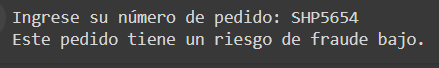 Ingrese su número de pedido: SHP5654
Este pedido tiene un riesgo de fraude bajo.